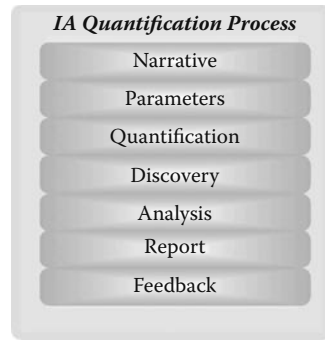 IA Quantification Process
Narrative
Parameters
Quantification
Discovery
Analysis
Report
Feedback